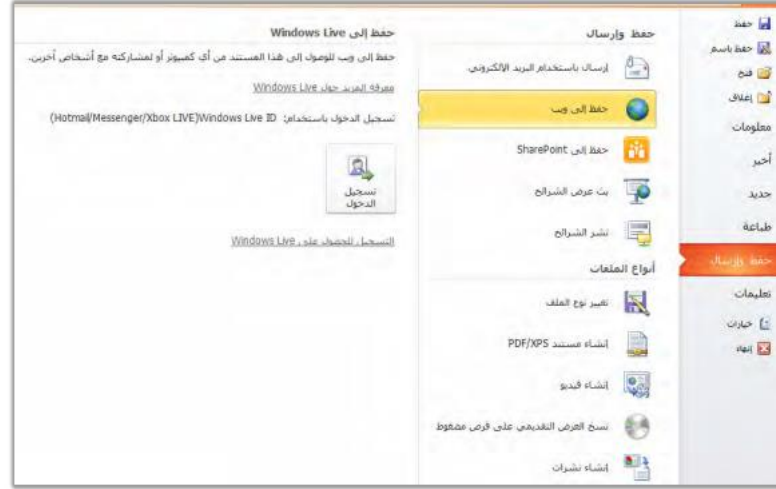 حفظ
حفظ باسم
فتح
إغلاق
معلومات
أخير
جديد
طباعة
حفظ وإرسال
تعليمات
خيارات
إنهاء
حفظ وإرسال
إرسال باستخدام البريد الإلكتروني
حفظ إلى ويب
حفظ إلى SharePoint
بث عرض الشرائح
نشر الشرائح
أنواع الملفات
تغيير نوع الملف
إنشاء مستند PDF/XPS
إنشاء فيديو
نسخ العرض التقديمي على قرص مضغوط
إنشاء نشرات
حفظ إلى Windows Live
حفظ إلى ويب للوصول إلى هذا المستند من أي كمبيوتر أو لمشاركته مع أشخاص آخرين.
معرفة المزيد حول Windows Live
تسجيل الدخول باستخدام: Windows Live ID(Hotmail/Messenger/Xbox LIVE)
تسجيل
الدخول
التسجيل للحصول على Windows Live